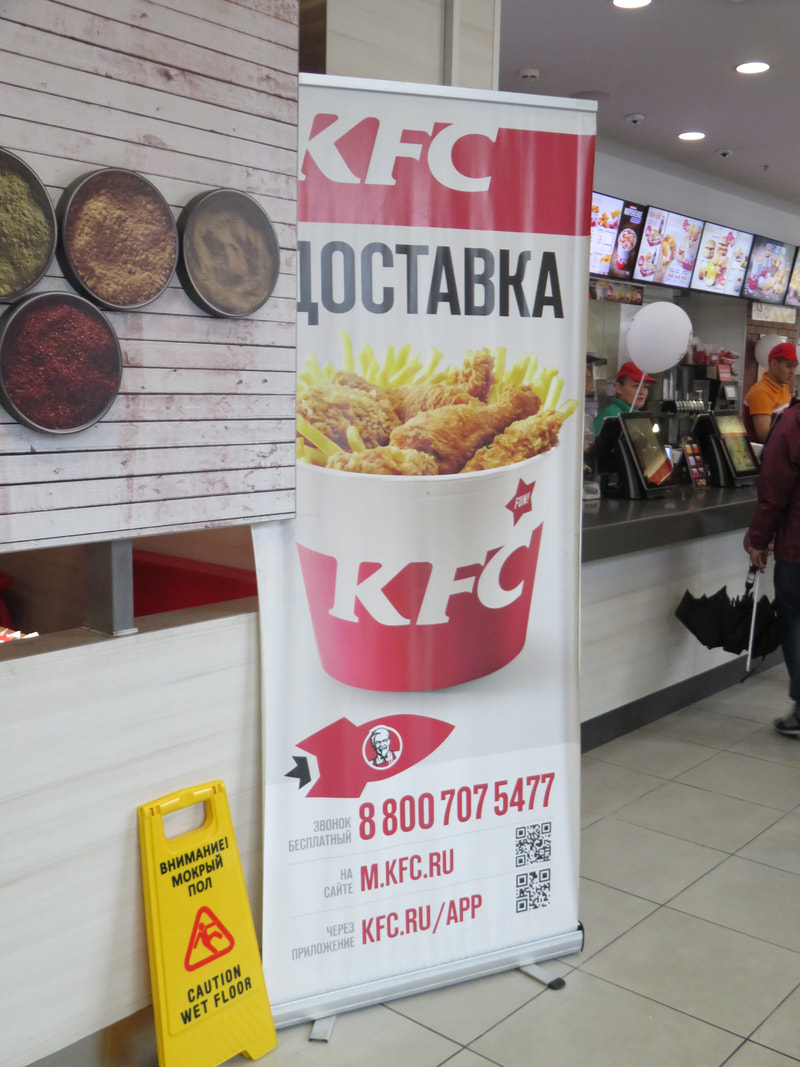 KFC
ДОСТАВКА
FUN!
KFC
ЗВОНОК
БЕСПЛАТНЫЙ
8 800 707 5477
НА
САЙТЕ
M.KFC.RU
ЧЕРЕЗ
ПРИЛОЖЕНИЕ
KFC.RU/APP
ВНИМАНИЕ!
МОКРЫЙ
ПОЛ
CAUTION
WET FLOOR